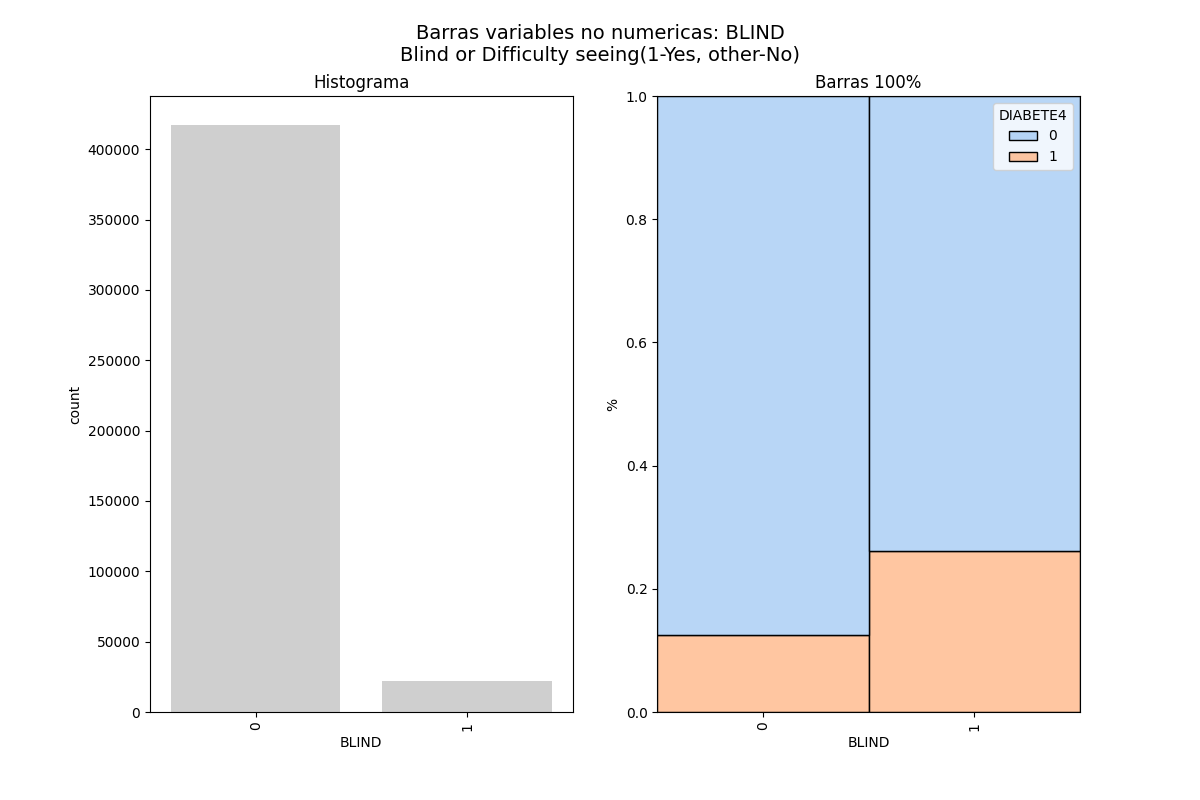 Barras variables no numericas: BLIND
Blind or Difficulty seeing(1-Yes, other-No)
Histograma
400000
350000
300000
250000
200000
150000
100000
50000
0
count
0
1
BLIND
Barras 100%
1.0
0.8
0.6
0.4
0.2
0.0
%
DIABETE4
0
1
0
1
BLIND